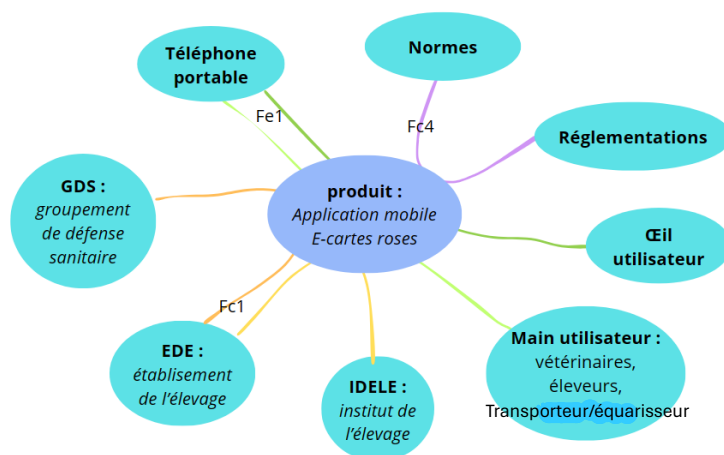 Téléphone
portable
Normes
Fe1
Fc4
Réglementations
GDS :
groupement
de défense
sanitaire
produit :
Application mobile
E-cartes roses
Œil
utilisateur
Fc1
EDE :
établisement
de l'élevage
IDELE :
institut de
l'élevage
Main utilisateur :
vétérinaires,
éleveurs,
Transporteur/équarisseur